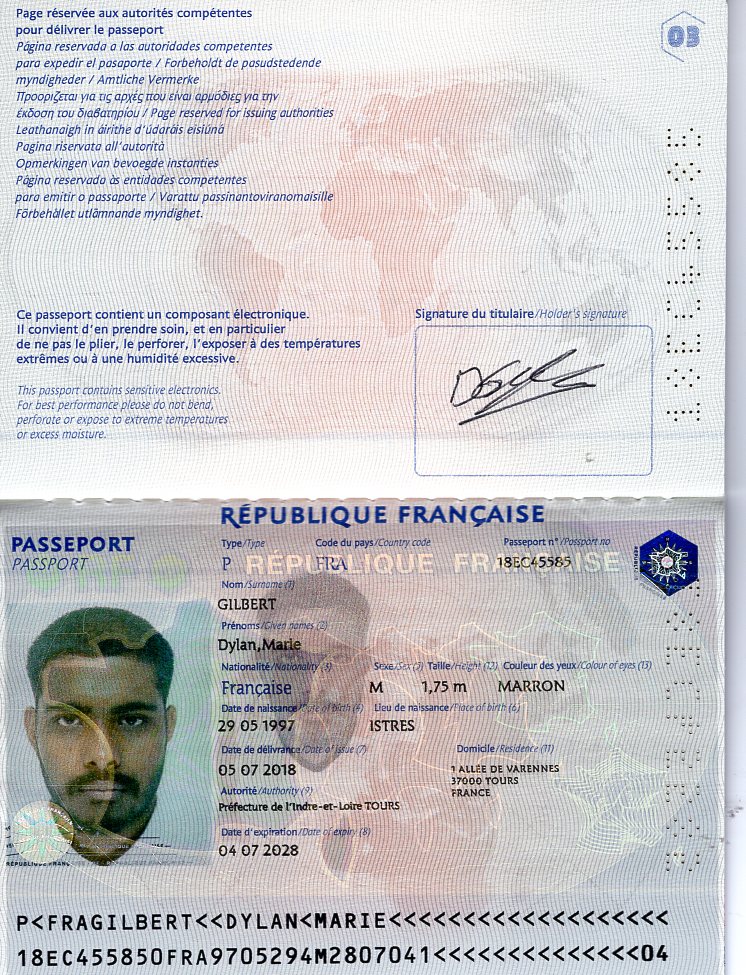 Page réservée aux autorités compétentes
pour délivrer le passeport
Página reservada a las autoridades competentes
para expedir el pasaporte / Forbeholdt de pasudstedende
myndigheder / Amtliche Vermerke
Προορίζεται για τις αρχές που είναι αρμόδιες για την
έκδοση του διαβατηρίου / Page reserved for issuing authorities
Leathanaigh in áirithe d'údaráis eisiúná
Pagina riservata all'autorità
Opmerkingen van bevoegde instanties
Página reservada às entidades competentes
para emitir o passaporte / Varattu passinantoviranomaisille
Förbehållet utlämnande myndighet.
03
Ce passeport contient un composant électronique.
Il convient d'en prendre soin, et en particulier
de ne pas le plier, le perforer, l'exposer à des températures
extrêmes ou à une humidité excessive.
This passport contains sensitive electronics.
For best performance please do not bend,
perforate or expose to extreme temperatures
or excess moisture.
Signature du titulaire/Holder's signature
RÉPUBLIQUE FRANÇAISE
PASSEPORT
PASSPORT
Type/Type Code du pays/Country code Passeport n°/Passport no
P FRA 18EC45585
RÉPUBLIQUE FRANÇAISE
Nom/Surname (1)
GILBERT
Prénoms/Given names (2)
Dylan,Marie
Nationalité/Nationality (3) Sexe/Sex (5) Taille/Height (12) Couleur des yeux/Colour of eyes (13)
Française M 1,75 m MARRON
Date de naissance/Date of birth (4) Lieu de naissance/Place of birth (6)
29 05 1997 ISTRES
Date de délivrance/Date of issue (7) Domicile/Residence (11)
05 07 2018 1 ALLÉE DE VARENNES
37000 TOURS
FRANCE
Autorité/Authority (9)
Préfecture de l'Indre-et-Loire TOURS
Date d'expiration/Date of expiry (8)
04 07 2028
P<FRAGILBERT<<DYLAN<MARIE<<<<<<<<<<<<<<<<<<<
18EC455850FRA9705294M2807041<<<<<<<<<<<<<<04